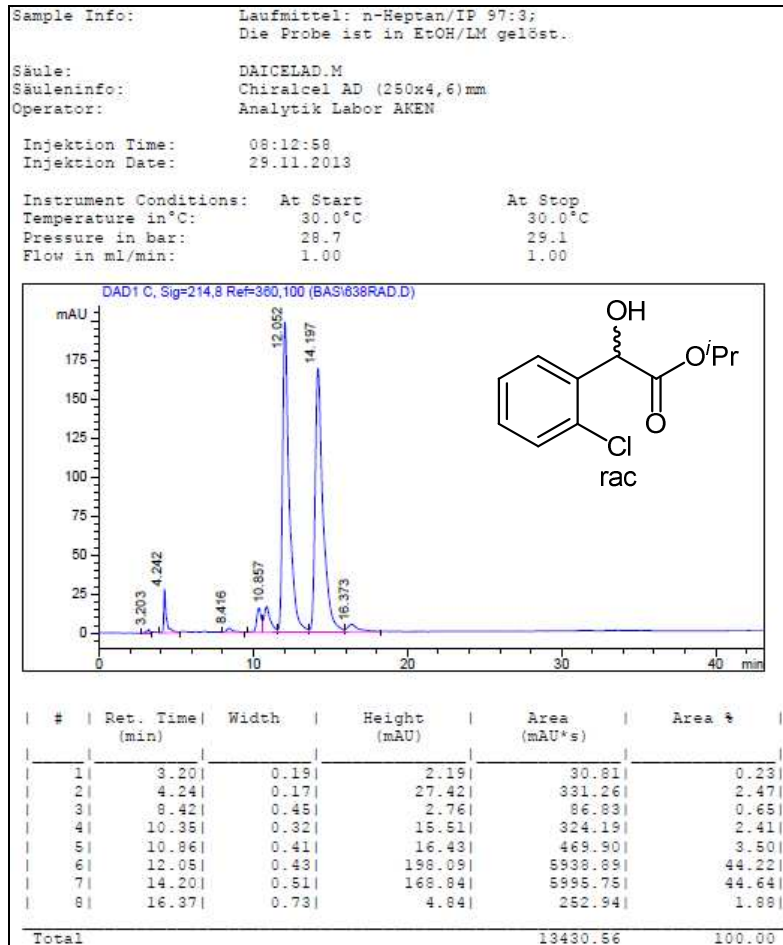 Sample Info: Laufmittel: n-Heptan/IP 97:3;
Die Probe ist in EtOH/LM gelöst.
Säule: DAICELAD.M
Säuleninfo: Chiralcel AD (250x4,6)mm
Operator: Analytik Labor AKEN
Injektion Time: 08:12:58
Injektion Date: 29.11.2013
Instrument Conditions: At Start At Stop
Temperature in°C: 30.0°C 30.0°C
Pressure in bar: 28.7 29.1
Flow in ml/min: 1.00 1.00
DAD1 C, Sig=214,8 Ref=360,100 (BAS\638RAD.D)
mAU
175
150
125
100
75
50
25
0
3.203
4.242
8.416
10.857
12.052
14.197
16.373
0 10 20 30 40 min
OH
OiPr
O
Cl
rac
| # | Ret. Time| Width | Height | Area | Area % |
| | (min) | | (mAU) | (mAU*s) | |
| 1| 3.20| 0.19| 2.19| 30.81| 0.23|
| 2| 4.24| 0.17| 27.42| 331.26| 2.47|
| 3| 8.42| 0.45| 2.76| 86.83| 0.65|
| 4| 10.35| 0.32| 15.51| 324.19| 2.41|
| 5| 10.86| 0.41| 16.43| 469.90| 3.50|
| 6| 12.05| 0.43| 198.09| 5938.89| 44.22|
| 7| 14.20| 0.51| 168.84| 5995.75| 44.64|
| 8| 16.37| 0.73| 4.84| 252.94| 1.88|
Total 13430.56 100.00